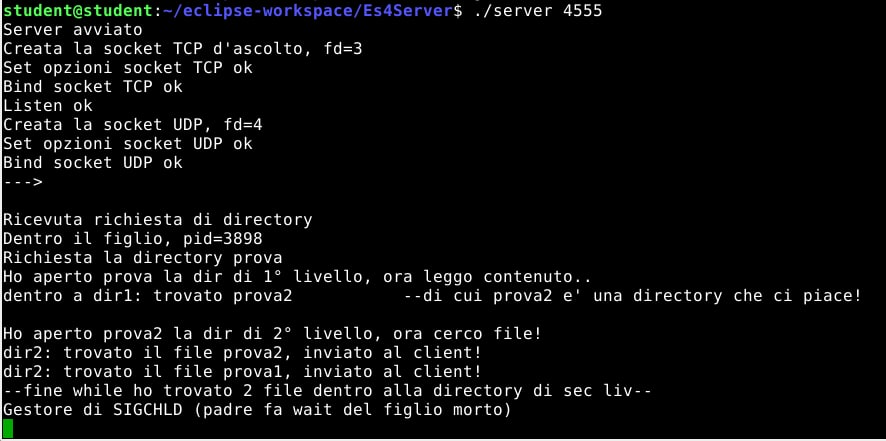 student@student:~/eclipse-workspace/Es4Server$ ./server 4555
Server avviato
Creata la socket TCP d'ascolto, fd=3
Set opzioni socket TCP ok
Bind socket TCP ok
Listen ok
Creata la socket UDP, fd=4
Set opzioni socket UDP ok
Bind socket UDP ok
--->
Ricevuta richiesta di directory
Dentro il figlio, pid=3898
Richiesta la directory prova
Ho aperto prova la dir di 1° livello, ora leggo contenuto..
dentro a dir1: trovato prova2           --di cui prova2 e' una directory che ci piace!
Ho aperto prova2 la dir di 2° livello, ora cerco file!
dir2: trovato il file prova2, inviato al client!
dir2: trovato il file prova1, inviato al client!
--fine while ho trovato 2 file dentro alla directory di sec liv--
Gestore di SIGCHLD (padre fa wait del figlio morto)